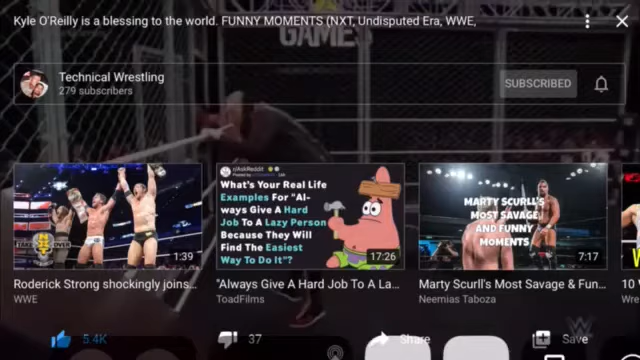 Kyle O'Reilly is a blessing to the world. FUNNY MOMENTS (NXT, Undisputed Era, WWE,
GAMES
Technical Wrestling
279 subscribers
SUBSCRIBED
TAKEOVER
1:39
r/AskReddit
What's Your Real Life
Examples For "Al-
ways Give A Hard
Job To A Lazy Person
Because They Will
Find The Easiest
Way To Do It"?
17:26
MARTY SCURLL'S
MOST SAVAGE
AND FUNNY
MOMENTS
7:17
Roderick Strong shockingly joins...
WWE
"Always Give A Hard Job To A La...
ToadFilms
Marty Scurll's Most Savage & Fun...
Neemias Taboza
10
Wre
5.4K
37
Share
Save